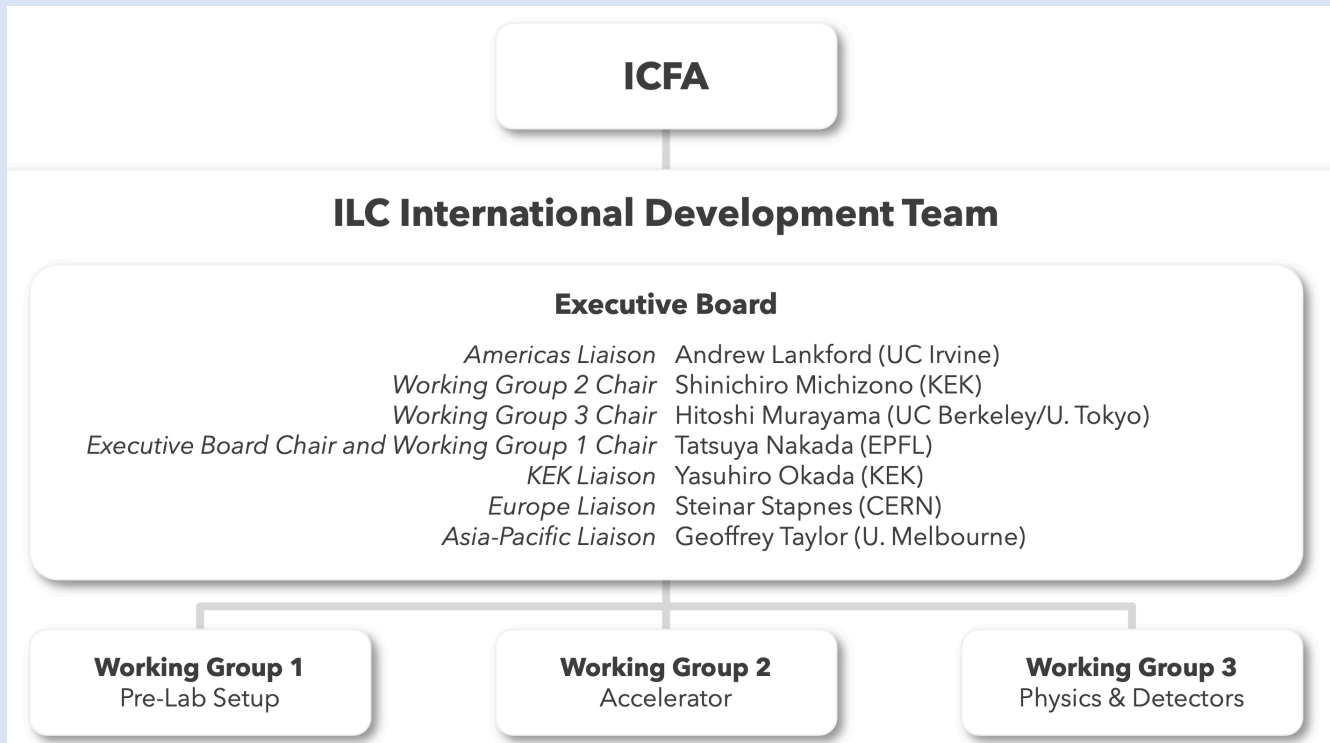 ICFA
ILC International Development Team
Executive Board
Americas Liaison Andrew Lankford (UC Irvine)
Working Group 2 Chair Shinichiro Michizono (KEK)
Working Group 3 Chair Hitoshi Murayama (UC Berkeley/U. Tokyo)
Executive Board Chair and Working Group 1 Chair Tatsuya Nakada (EPFL)
KEK Liaison Yasuhiro Okada (KEK)
Europe Liaison Steinar Stapnes (CERN)
Asia-Pacific Liaison Geoffrey Taylor (U. Melbourne)
Working Group 1
Pre-Lab Setup
Working Group 2
Accelerator
Working Group 3
Physics & Detectors